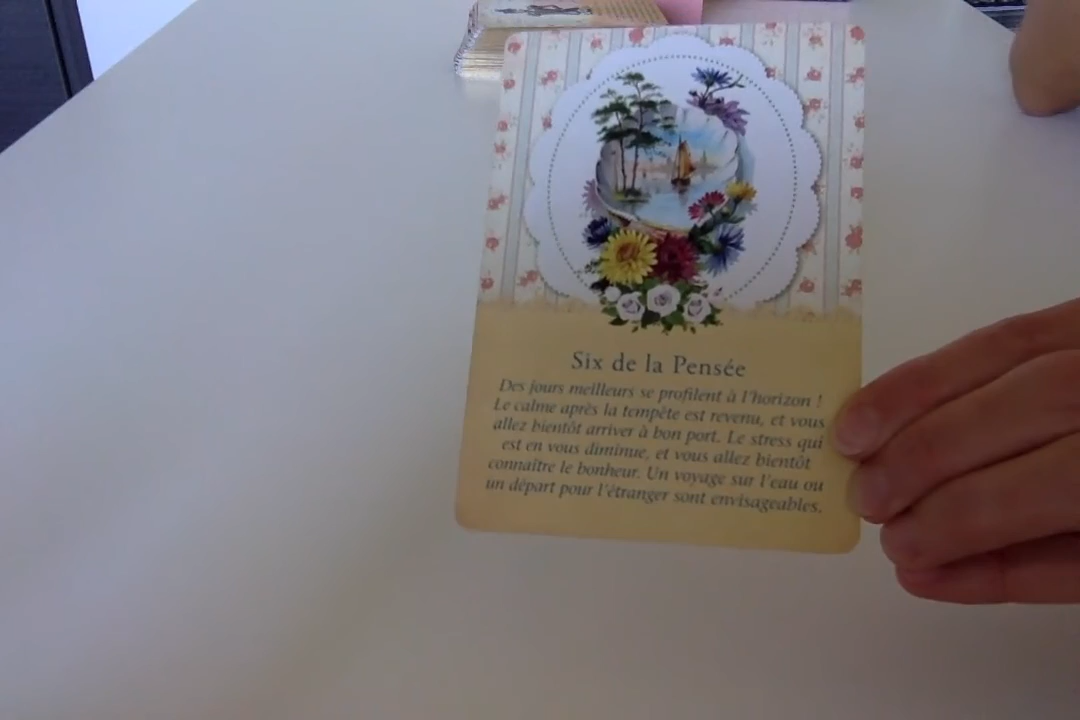 Six de la Pensée
Des jours meilleurs se profilent à l'horizon !
Le calme après la tempête est revenu, et vous
allez bientôt arriver à bon port. Le stress qui
est en vous diminue, et vous allez bientôt
connaître le bonheur. Un voyage sur l'eau ou
un départ pour l'étranger sont envisageables.